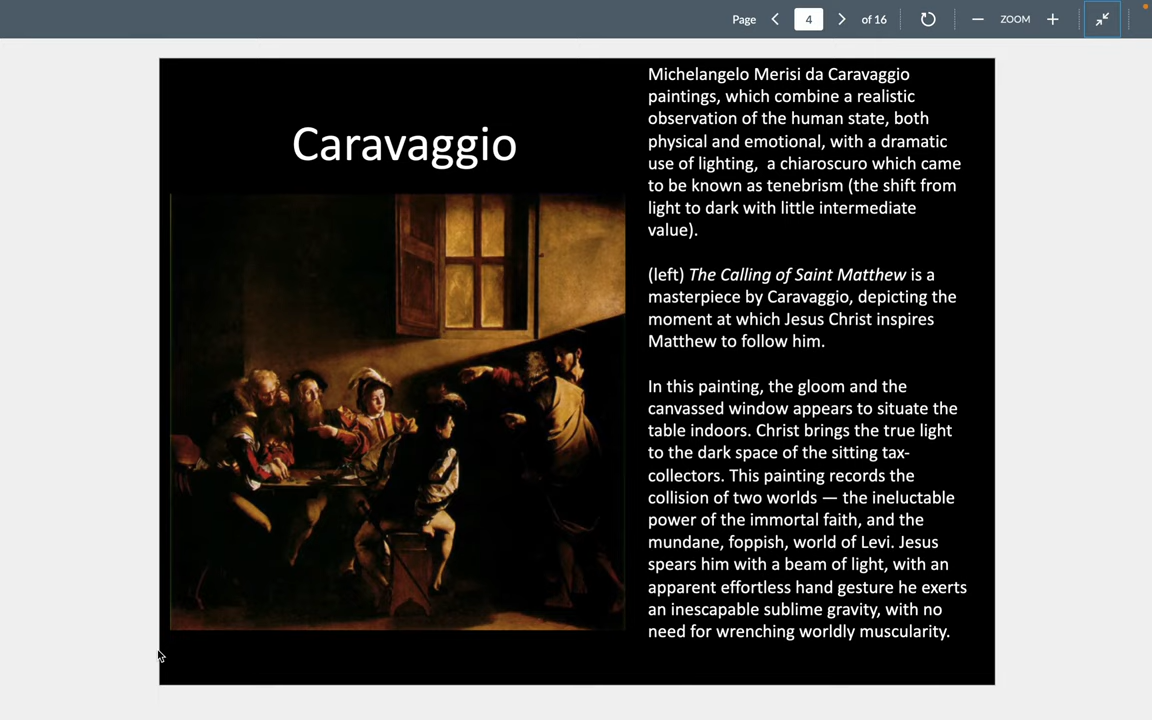 Page 4 of 16 ZOOM
Caravaggio
Michelangelo Merisi da Caravaggio
paintings, which combine a realistic
observation of the human state, both
physical and emotional, with a dramatic
use of lighting,  a chiaroscuro which came
to be known as tenebrism (the shift from
light to dark with little intermediate
value).
(left) The Calling of Saint Matthew is a
masterpiece by Caravaggio, depicting the
moment at which Jesus Christ inspires
Matthew to follow him.
In this painting, the gloom and the
canvassed window appears to situate the
table indoors. Christ brings the true light
to the dark space of the sitting tax-
collectors. This painting records the
collision of two worlds — the ineluctable
power of the immortal faith, and the
mundane, foppish, world of Levi. Jesus
spears him with a beam of light, with an
apparent effortless hand gesture he exerts
an inescapable sublime gravity, with no
need for wrenching worldly muscularity.